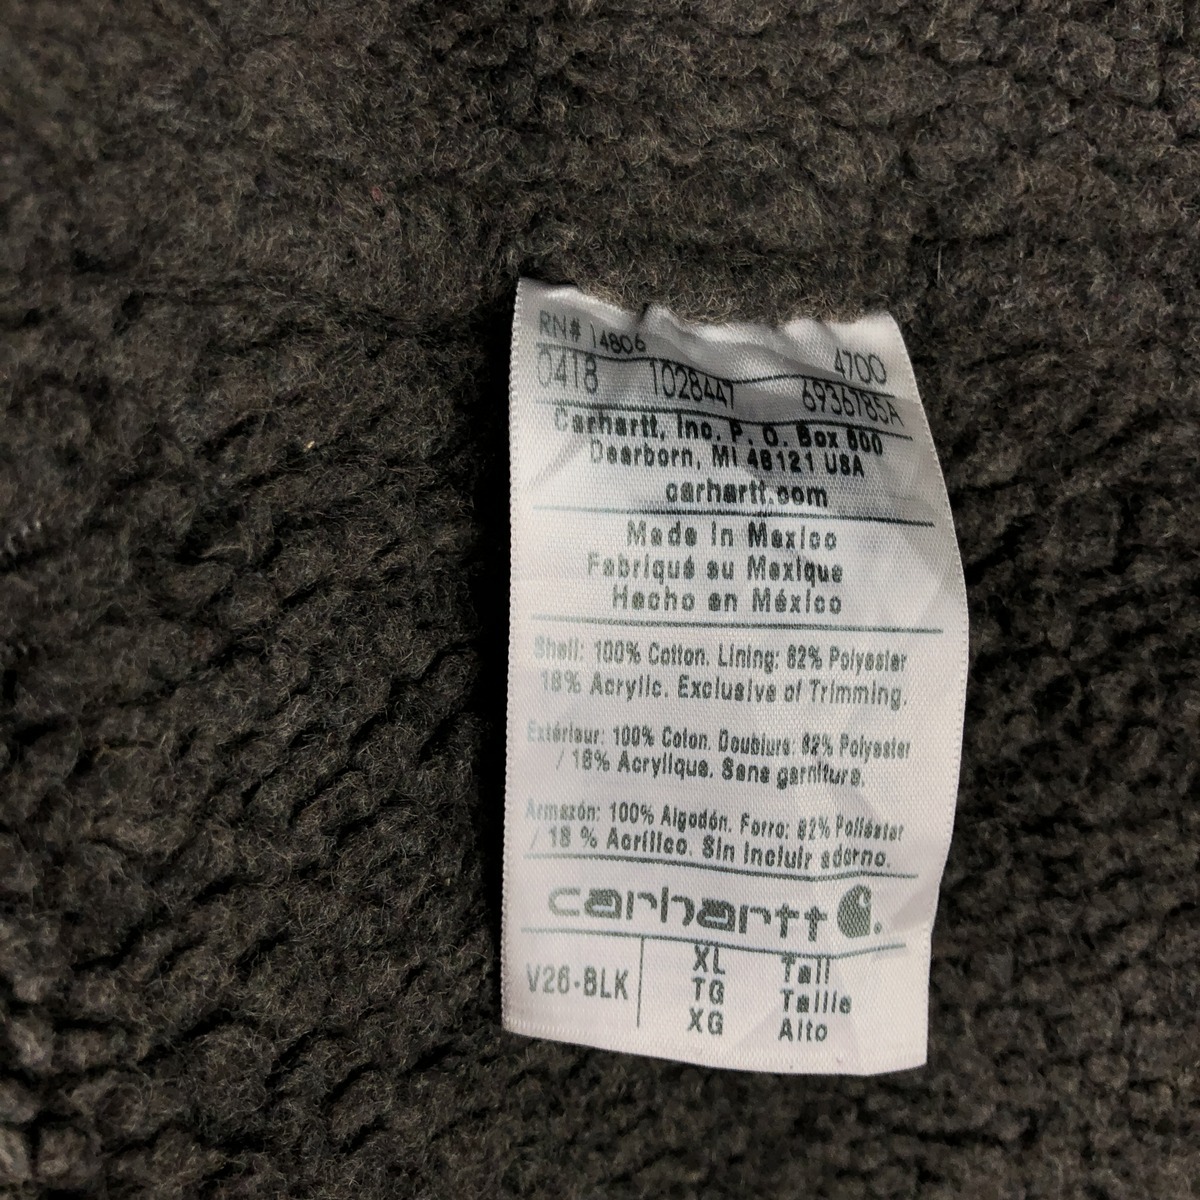 RN# 14806 4700
0418 1028447 6936785A
Carhartt, Inc. P. O. Box 600
Dearborn, MI 48121 USA
carhartt.com
Made in Mexico
Fabriqué au Mexique
Hecho en México
Shell: 100% Cotton. Lining: 82% Polyester
18% Acrylic. Exclusive of Trimming.
Extérieur: 100% Coton. Doublure: 82% Polyester
/ 18% Acrylique. Sans garniture.
Armazón: 100% Algodón. Forro: 82% Poliéster
/ 18 % Acrílico. Sin incluir adorno.
carhartt
V26-BLK XL Tall
TG Taille
XG Alto